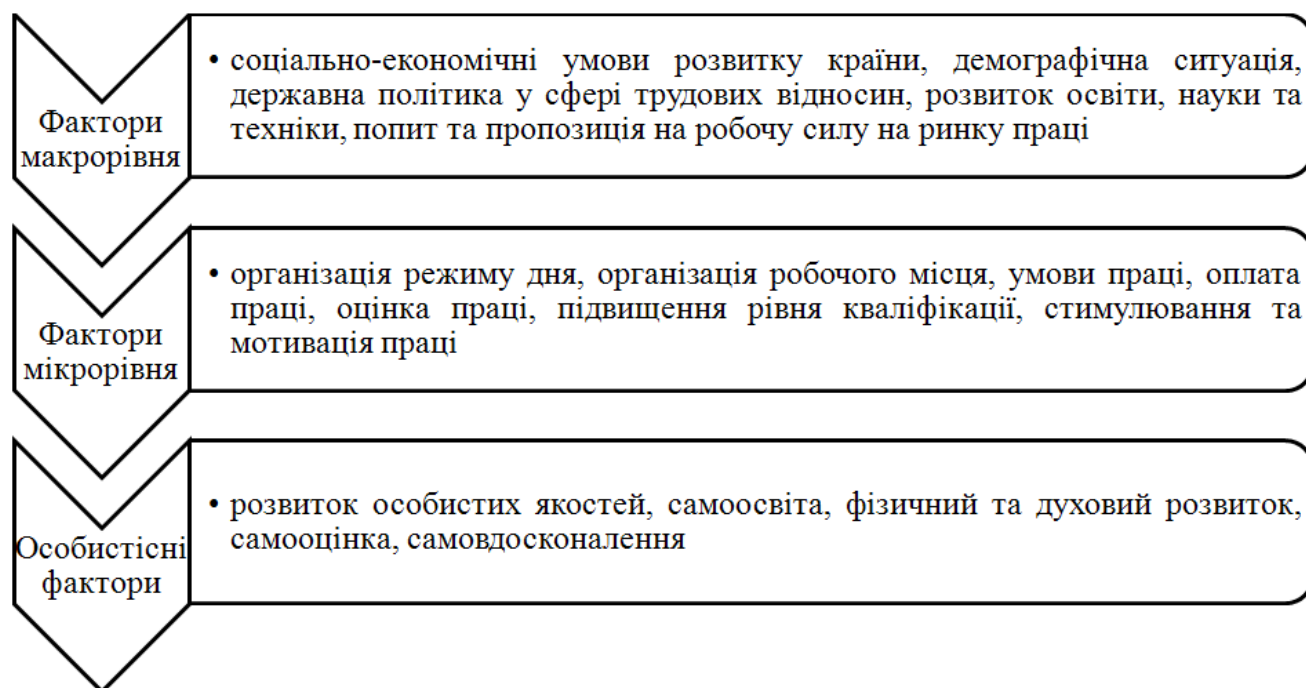 Фактори
макрорівня
• соціально-економічні умови розвитку країни, демографічна ситуація,
державна політика у сфері трудових відносин, розвиток освіти, науки та
техніки, попит та пропозиція на робочу силу на ринку праці
Фактори
мікрорівня
• організація режиму дня, організація робочого місця, умови праці, оплата
праці, оцінка праці, підвищення рівня кваліфікації, стимулювання та
мотивація праці
Особистісні
фактори
• розвиток особистих якостей, самоосвіта, фізичний та духовий розвиток,
самооцінка, самовдосконалення